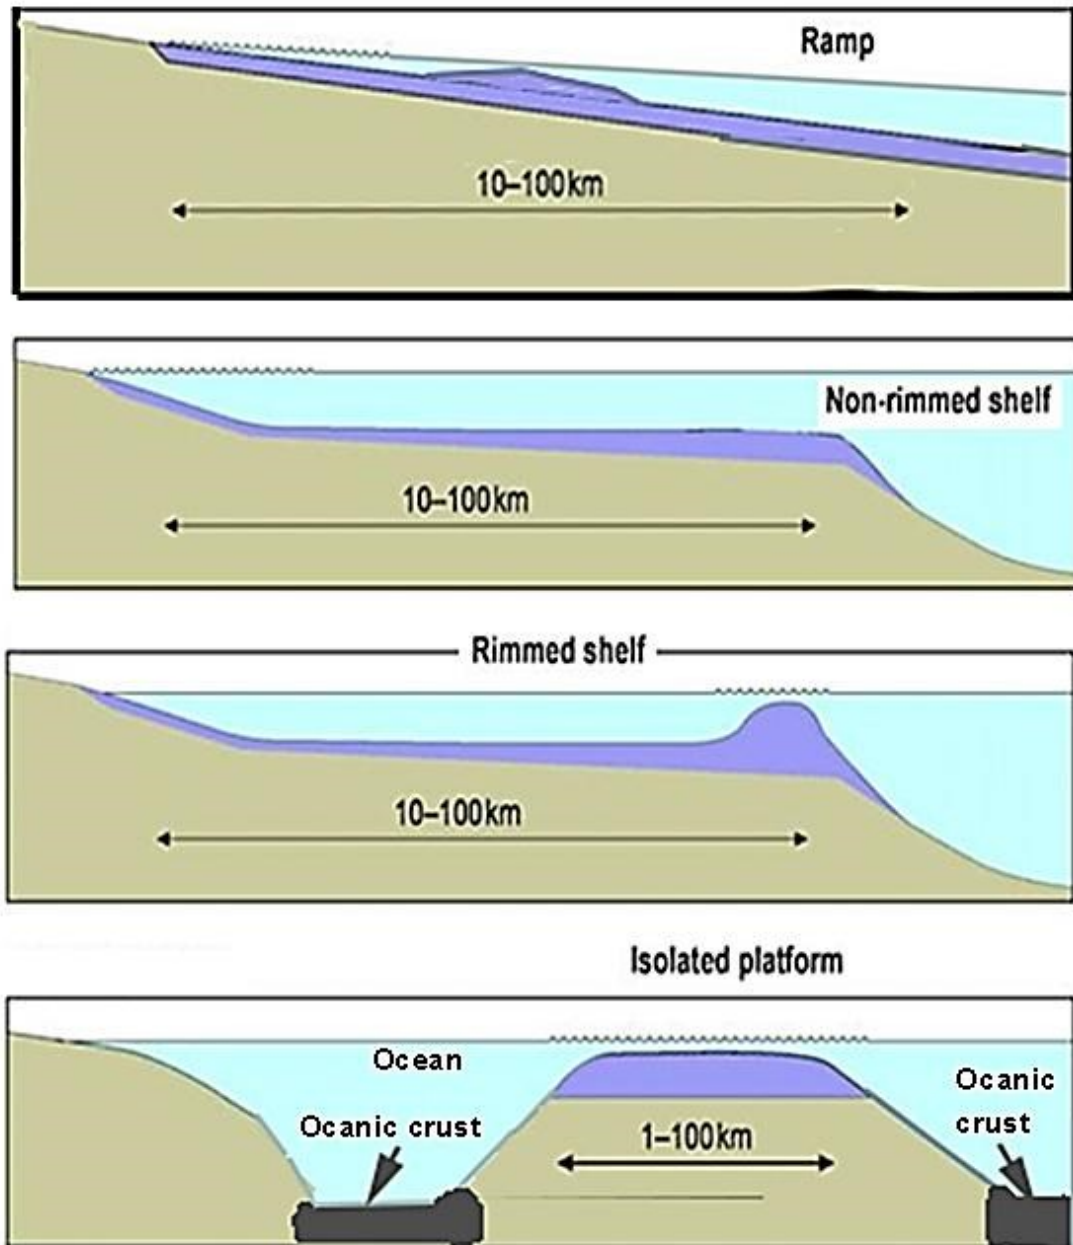 Ramp
10–100km
Non-rimmed shelf
10–100km
Rimmed shelf
10–100km
Isolated platform
Ocean
Ocanic crust
1–100km
Ocanic
crust